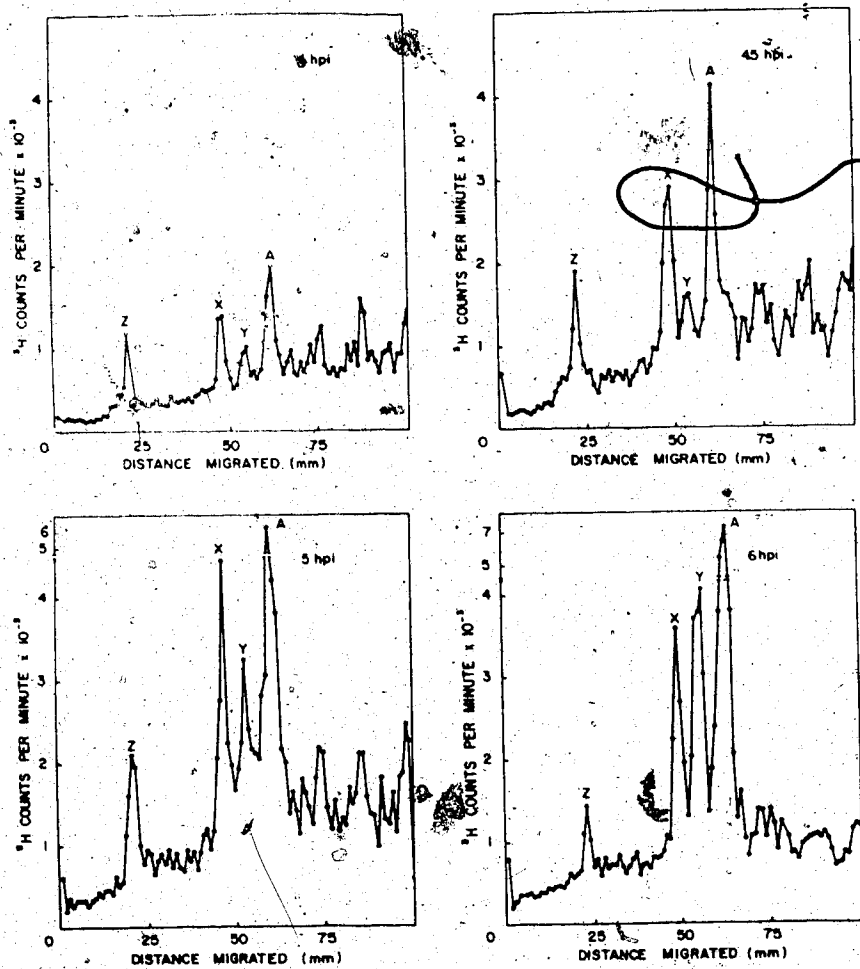 hpi
A
Z
X
Y
4
3
2
1
0
25
50
75
³H COUNTS PER MINUTE x 10⁻³
DISTANCE MIGRATED (mm)
4.5 hpi
A
X
Z
Y
4
3
2
1
0
25
50
75
³H COUNTS PER MINUTE x 10⁻³
DISTANCE MIGRATED (mm)
5 hpi
A
X
Y
Z
6
5
4
3
2
1
0
25
50
75
³H COUNTS PER MINUTE x 10⁻³
DISTANCE MIGRATED (mm)
6 hpi
A
Y
X
Z
7
5
4
3
2
1
0
25
50
75
³H COUNTS PER MINUTE x 10⁻³
DISTANCE MIGRATED (mm)